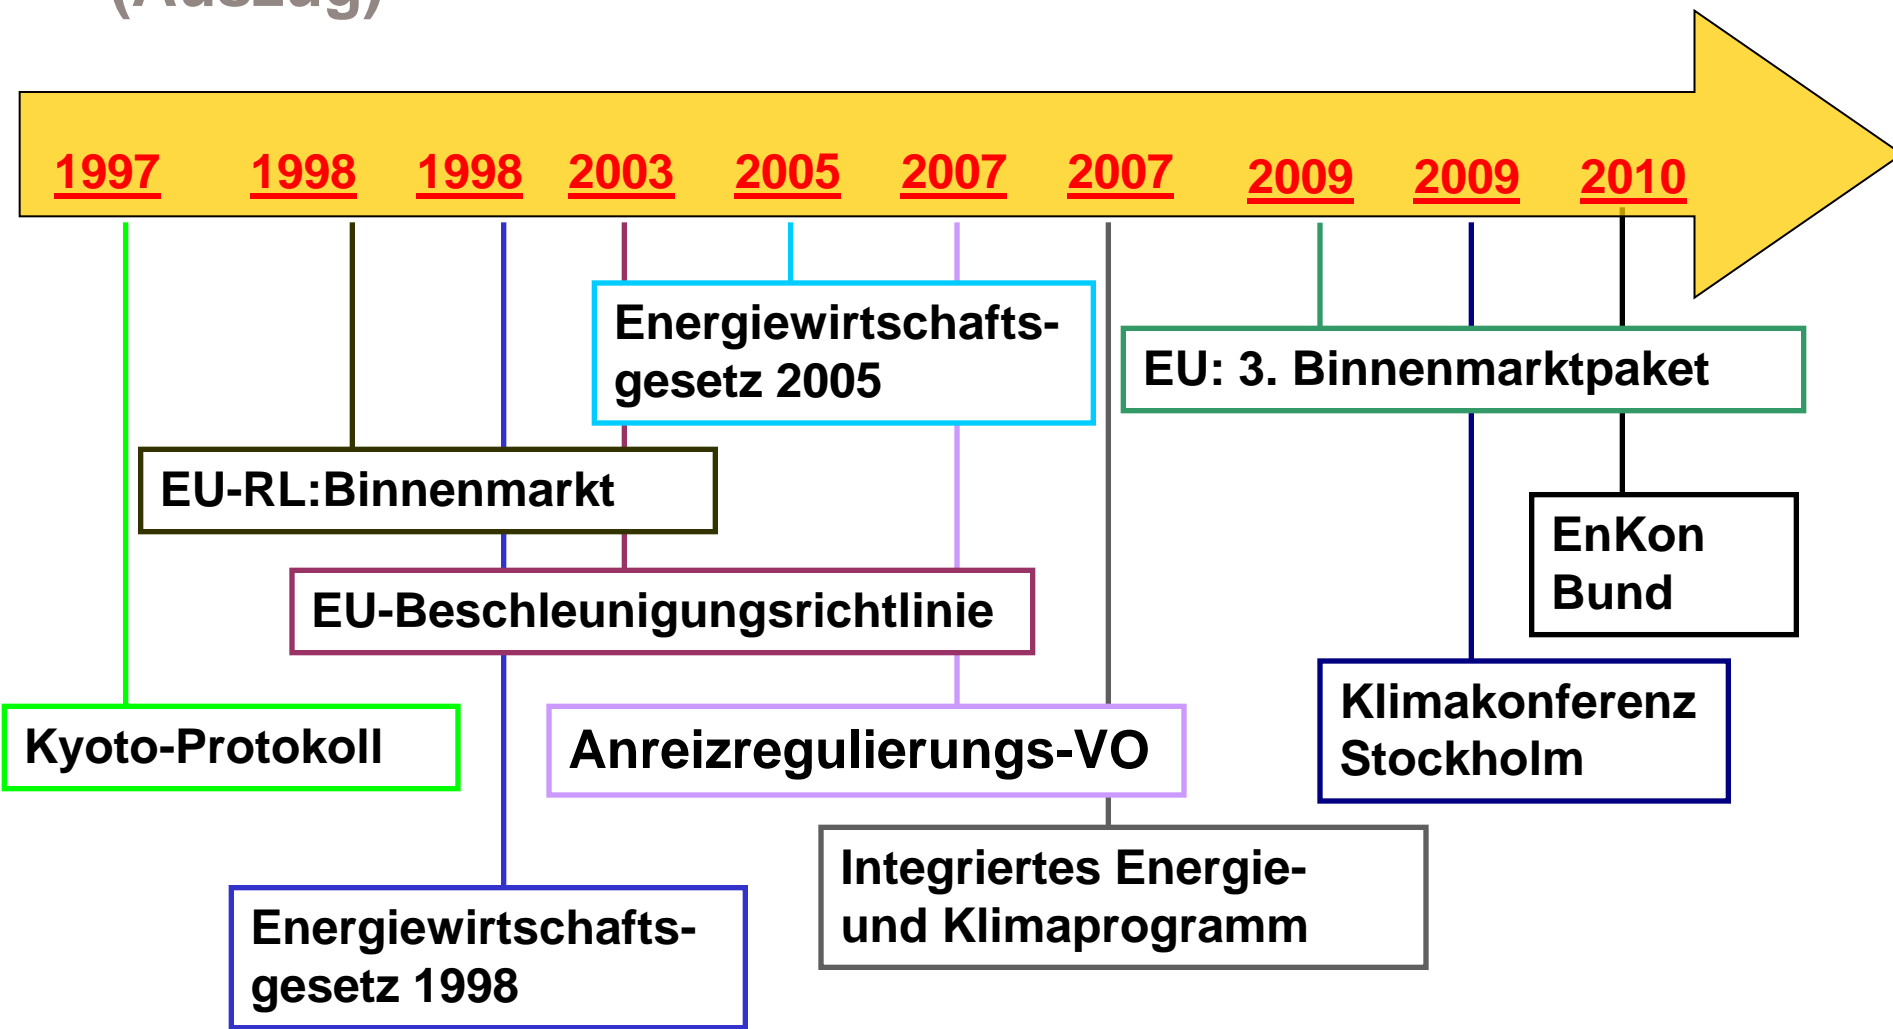 (Auszug)
1997 1998 1998 2003 2005 2007 2007 2009 2009 2010
Energiewirtschafts-
gesetz 2005
EU: 3. Binnenmarktpaket
EU-RL:Binnenmarkt
EnKon
Bund
EU-Beschleunigungsrichtlinie
Klimakonferenz
Stockholm
Kyoto-Protokoll
Anreizregulierungs-VO
Integriertes Energie-
und Klimaprogramm
Energiewirtschafts-
gesetz 1998